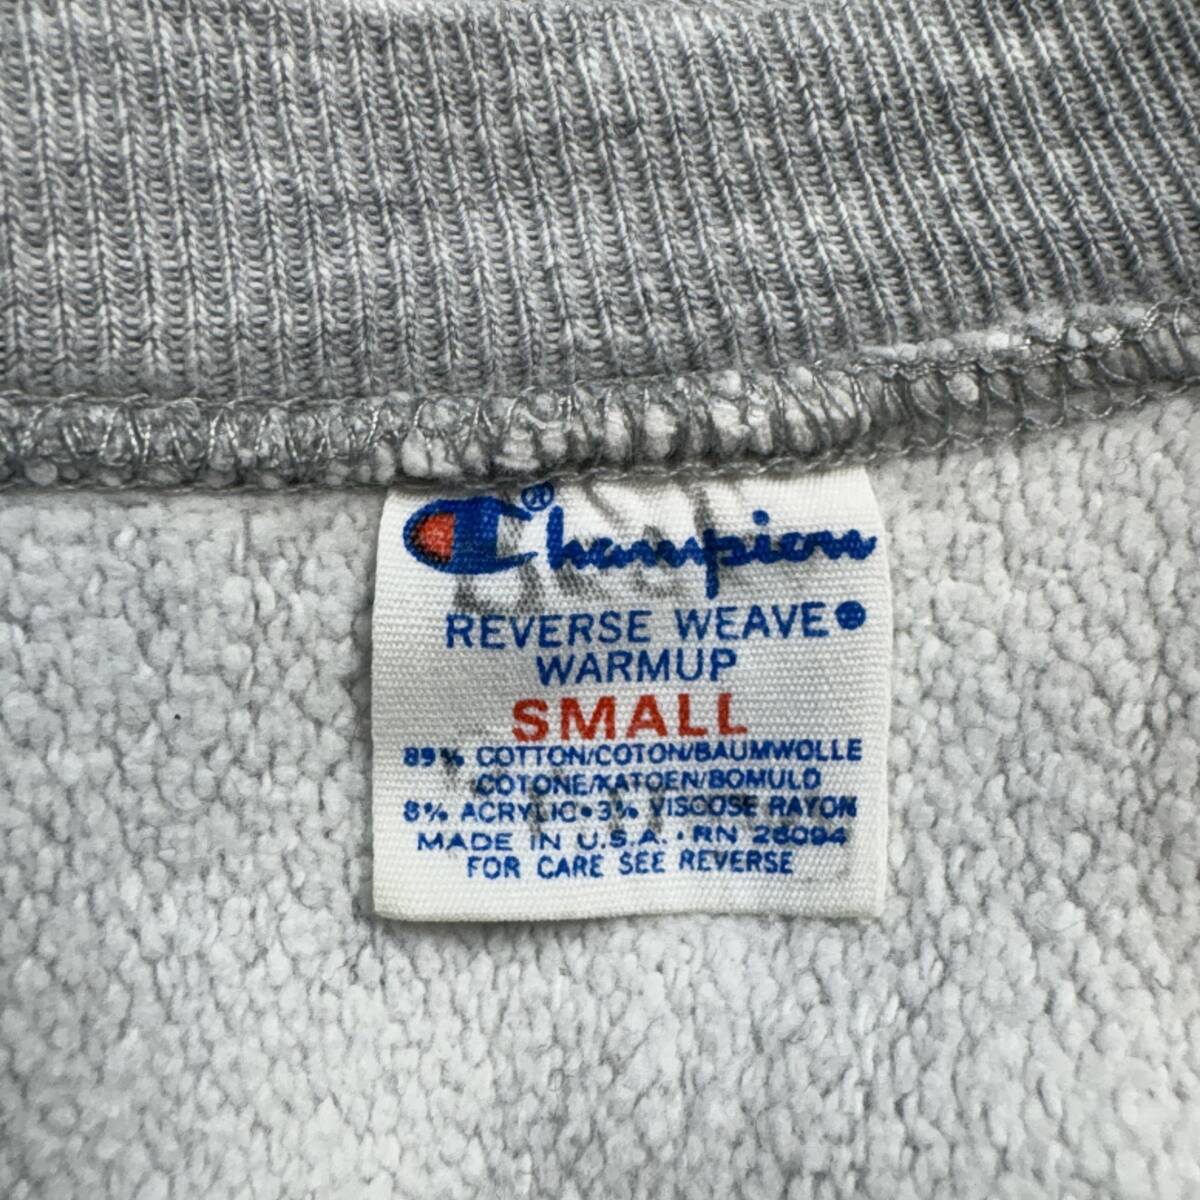 Champion®
REVERSE WEAVE®
WARMUP
SMALL
89% COTTON/COTON/BAUMWOLLE
COTONE/KATOEN/BOMULD
8% ACRYLIC•3% VISCOSE RAYON
MADE IN U.S.A. • RN 26094
FOR CARE SEE REVERSE